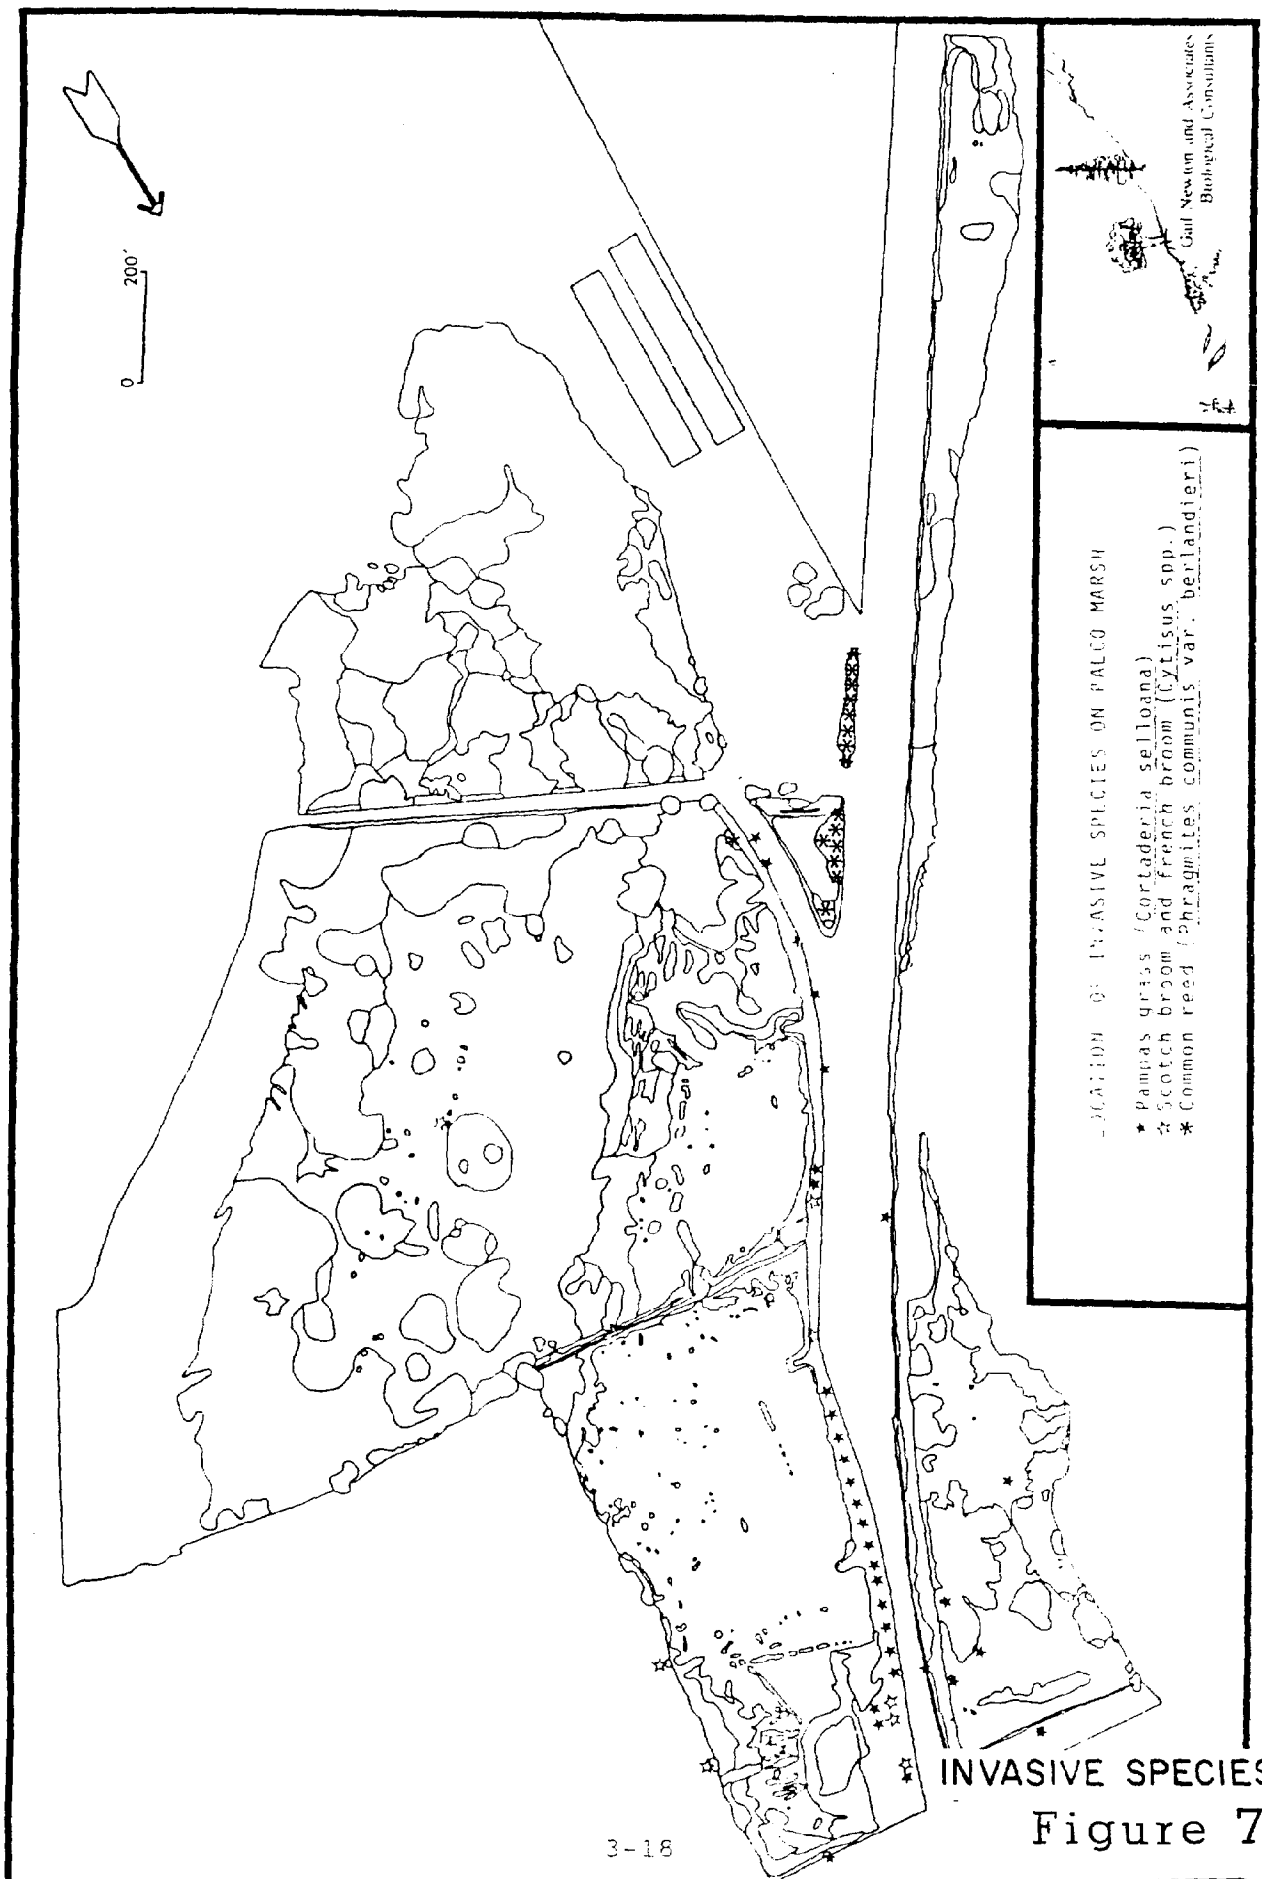 0 200'
Gail Newton and Associates
Biological Consultants
LOCATION OF INVASIVE SPECIES ON PALCO MARSH
★ Pampas grass (Cortaderia selloana)
☆ Scotch broom and french broom (Cytisus spp.)
* Common reed (Phragmites communis var. berlandieri)
INVASIVE SPECIES
Figure 7
3-18